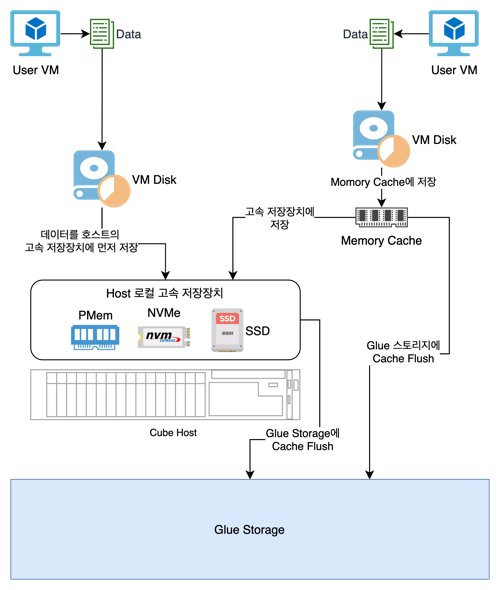 Data
Data
User VM
User VM
VM Disk
VM Disk
Momory Cache에 저장
데이터를 호스트의
고속 저장장치에 먼저 저장
고속 저장장치에
저장
Memory Cache
Host 로컬 고속 저장장치
PMem
NVMe
SSD
nvm
EXPRESS
SSD
Glue 스토리지에
Cache Flush
Cube Host
Glue Storage에
Cache Flush
Glue Storage